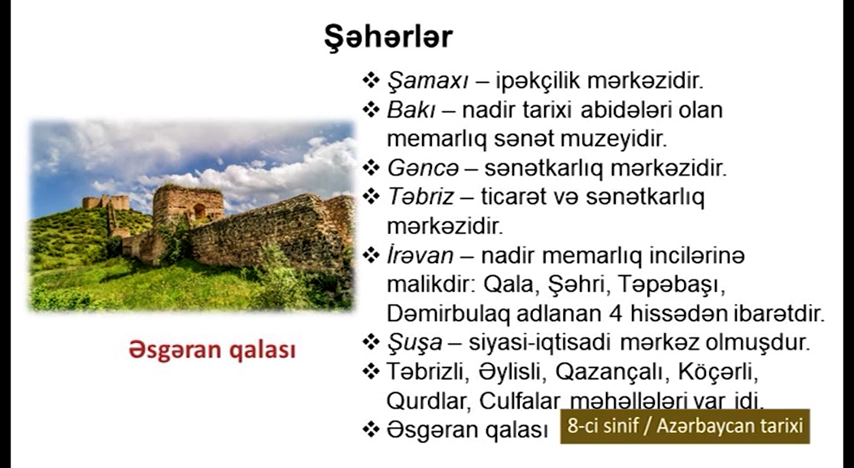 Şəhərlər
❖ Şamaxı – ipəkçilik mərkəzidir.
❖ Bakı – nadir tarixi abidələri olan
memarlıq sənət muzeyidir.
❖ Gəncə – sənətkarlıq mərkəzidir.
❖ Təbriz – ticarət və sənətkarlıq
mərkəzidir.
❖ İrəvan – nadir memarlıq incilərinə
malikdir: Qala, Şəhri, Təpəbaşı,
Dəmirbulaq adlanan 4 hissədən ibarətdir.
❖ Şuşa – siyasi-iqtisadi mərkəz olmuşdur.
❖ Təbrizli, Əylisli, Qazançalı, Köçərli,
Qurdlar, Culfalar məhəllələri var idi.
❖ Əsgəran qalası
Əsgəran qalası
8-ci sinif / Azərbaycan tarixi